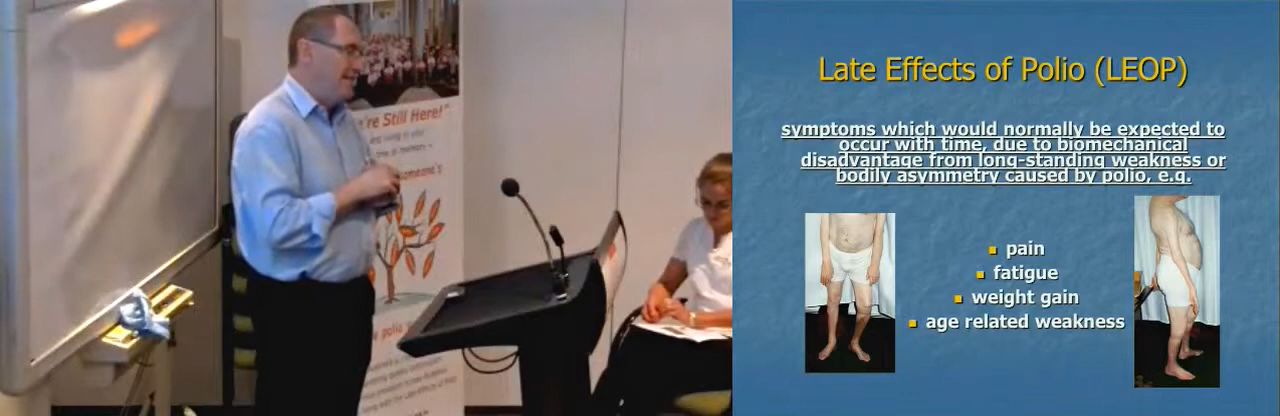 're Still Here!"
someone's
polio
Late Effects of Polio (LEOP)
symptoms which would normally be expected to
occur with time, due to biomechanical
disadvantage from long-standing weakness or
bodily asymmetry caused by polio, e.g.
pain
fatigue
weight gain
age related weakness